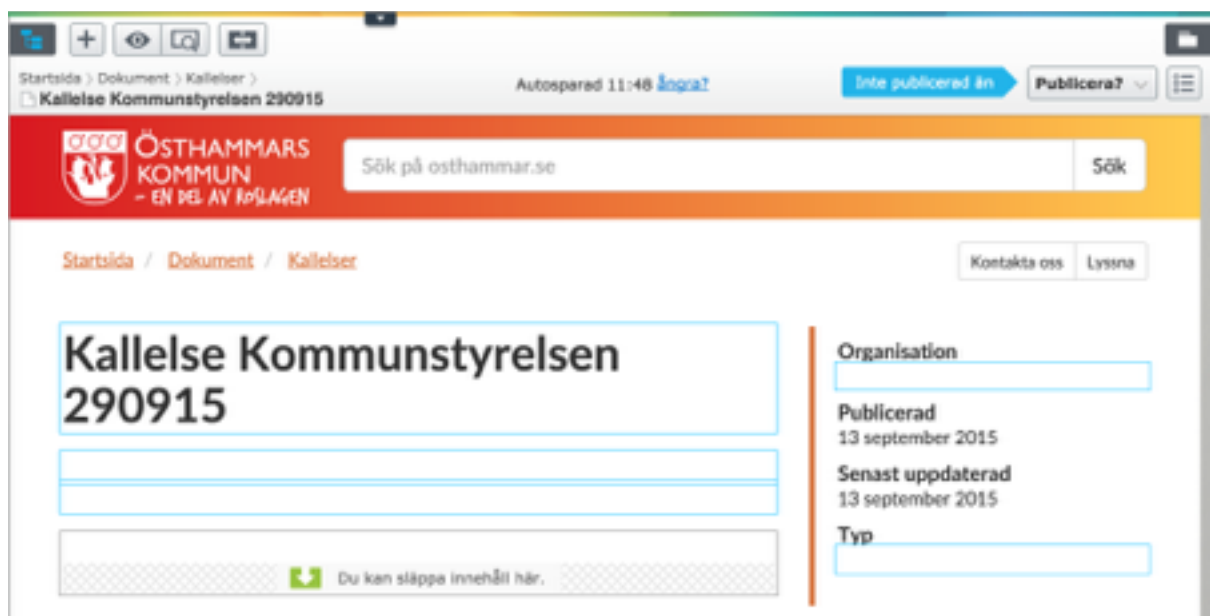 Startsida > Dokument > Kallelser >
Kallelse Kommunstyrelsen 290915
Autosparad 11:48 Ångra?
Inte publicerad än
Publicera?
ÖSTHAMMARS
KOMMUN
– EN DEL AV ROSLAGEN
Sök på osthammar.se
Sök
Startsida / Dokument / Kallelser
Kontakta oss
Lyssna
Kallelse Kommunstyrelsen
290915
Du kan släppa innehåll här.
Organisation
Publicerad
13 september 2015
Senast uppdaterad
13 september 2015
Typ